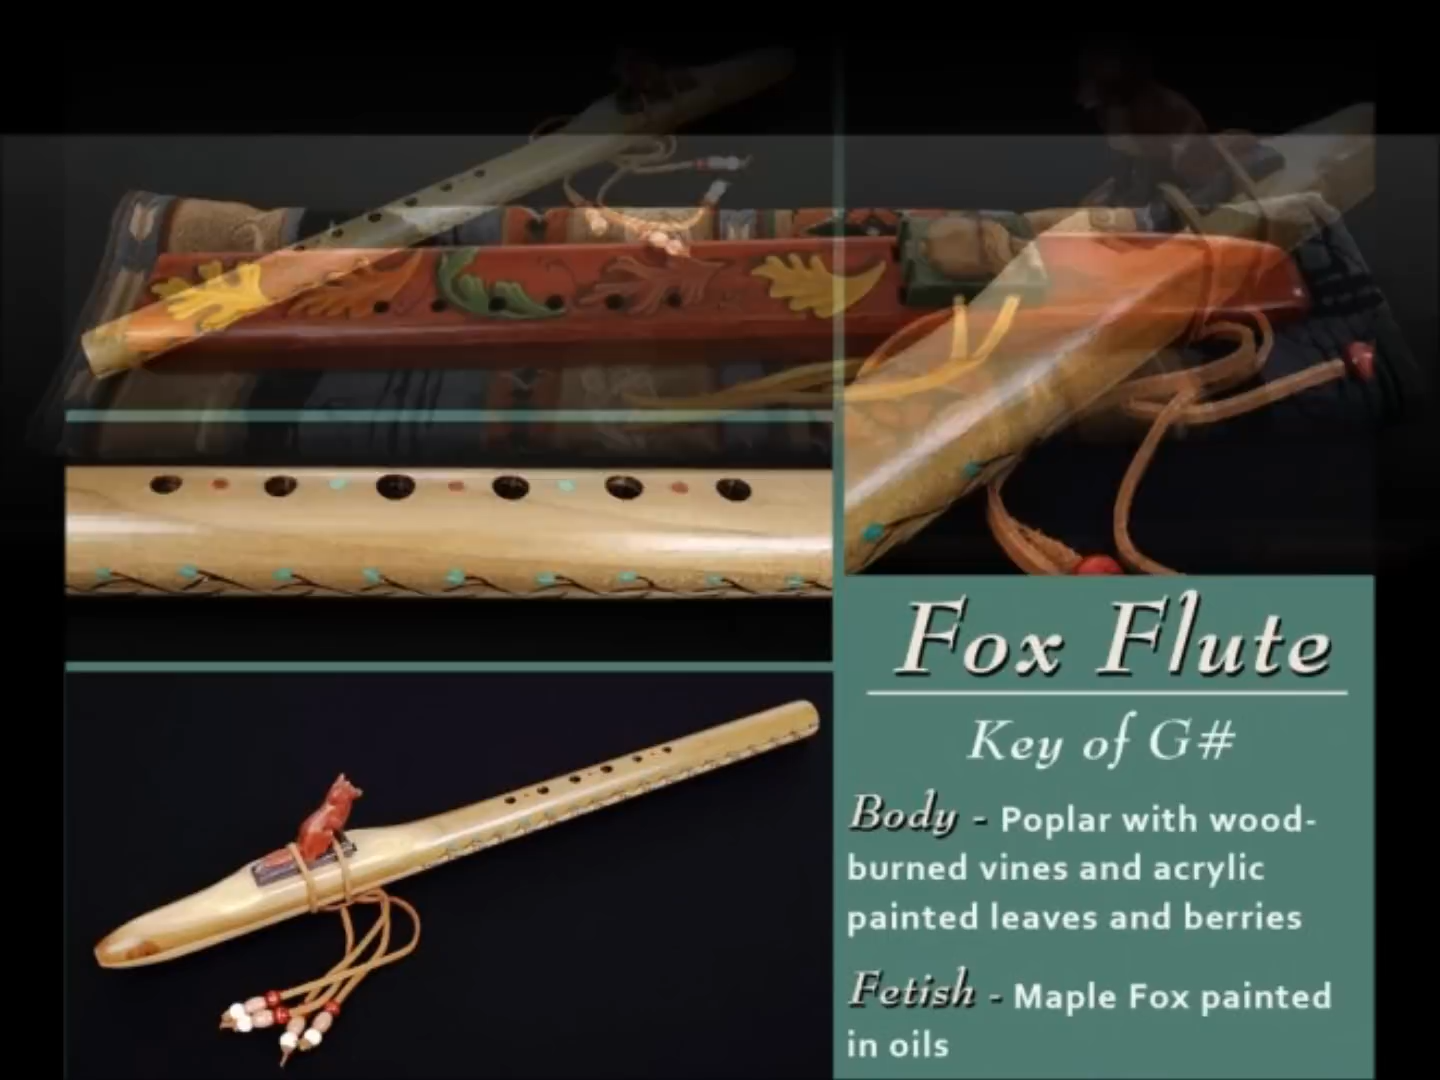 Fox Flute
Key of G#
Body - Poplar with wood-
burned vines and acrylic
painted leaves and berries
Fetish - Maple Fox painted
in oils